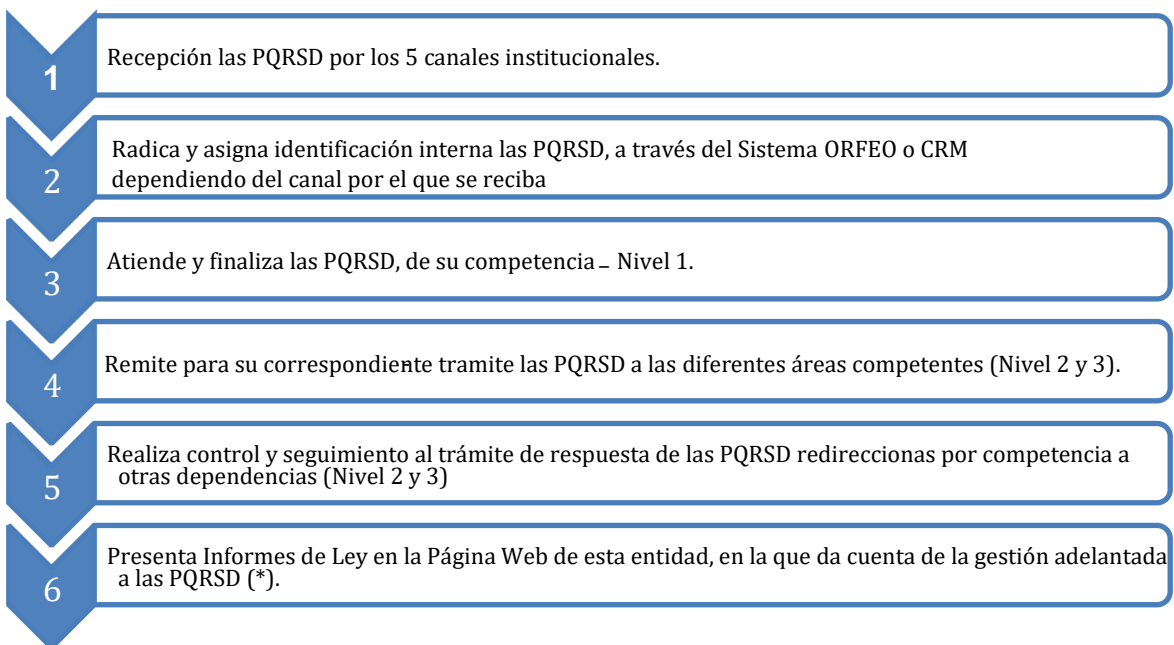 1
Recepción las PQRSD por los 5 canales institucionales.
2
Radica y asigna identificación interna las PQRSD, a través del Sistema ORFEO o CRM
dependiendo del canal por el que se reciba
3
Atiende y finaliza las PQRSD, de su competencia – Nivel 1.
4
Remite para su correspondiente tramite las PQRSD a las diferentes áreas competentes (Nivel 2 y 3).
5
Realiza control y seguimiento al trámite de respuesta de las PQRSD redireccionas por competencia a
otras dependencias (Nivel 2 y 3)
6
Presenta Informes de Ley en la Página Web de esta entidad, en la que da cuenta de la gestión adelantada
a las PQRSD (*).